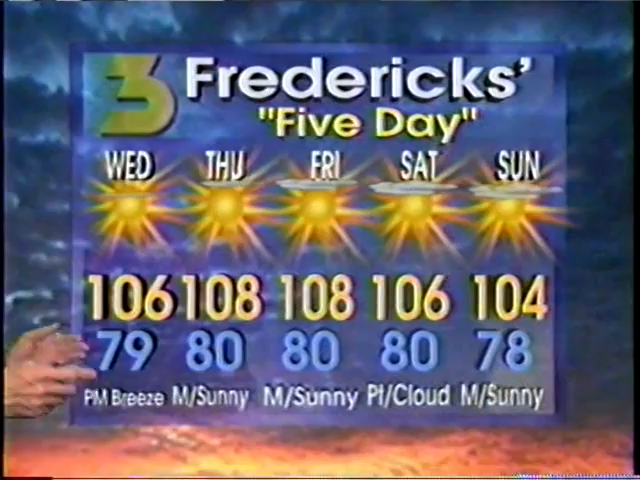 3 Fredericks'
"Five Day"
WED THU FRI SAT SUN
106 108 108 106 104
79 80 80 80 78
PM Breeze M/Sunny M/Sunny Pt/Cloud M/Sunny